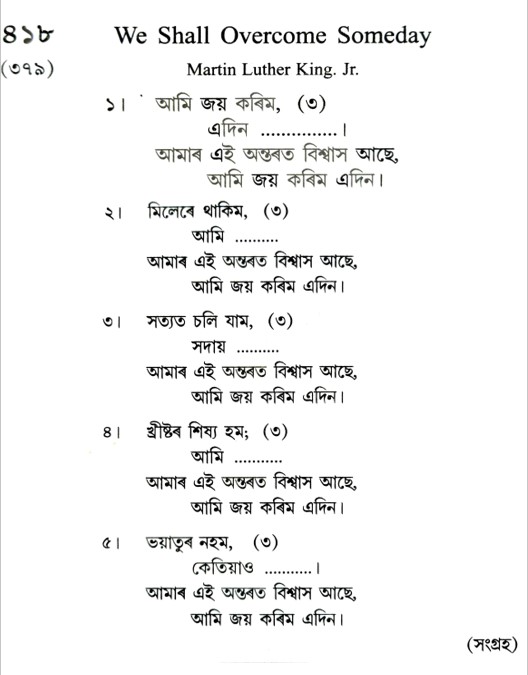 ৪১৮ We Shall Overcome Someday
(৩৭৯) Martin Luther King. Jr.
১। আমি জয় কৰিম, (৩)
এদিন ...............।
আমাৰ এই অন্তৰত বিশ্বাস আছে,
আমি জয় কৰিম এদিন।
২। মিলেৰে থাকিম, (৩)
আমি ..........
আমাৰ এই অন্তৰত বিশ্বাস আছে,
আমি জয় কৰিম এদিন।
৩। সত্যত চলি যাম, (৩)
সদায় ..........
আমাৰ এই অন্তৰত বিশ্বাস আছে,
আমি জয় কৰিম এদিন।
৪। খ্ৰীষ্টৰ শিষ্য হম; (৩)
আমি ...........
আমাৰ এই অন্তৰত বিশ্বাস আছে,
আমি জয় কৰিম এদিন।
৫। ভয়াতুৰ নহম, (৩)
কেতিয়াও ...........।
আমাৰ এই অন্তৰত বিশ্বাস আছে,
আমি জয় কৰিম এদিন।
(সংগ্ৰহ)